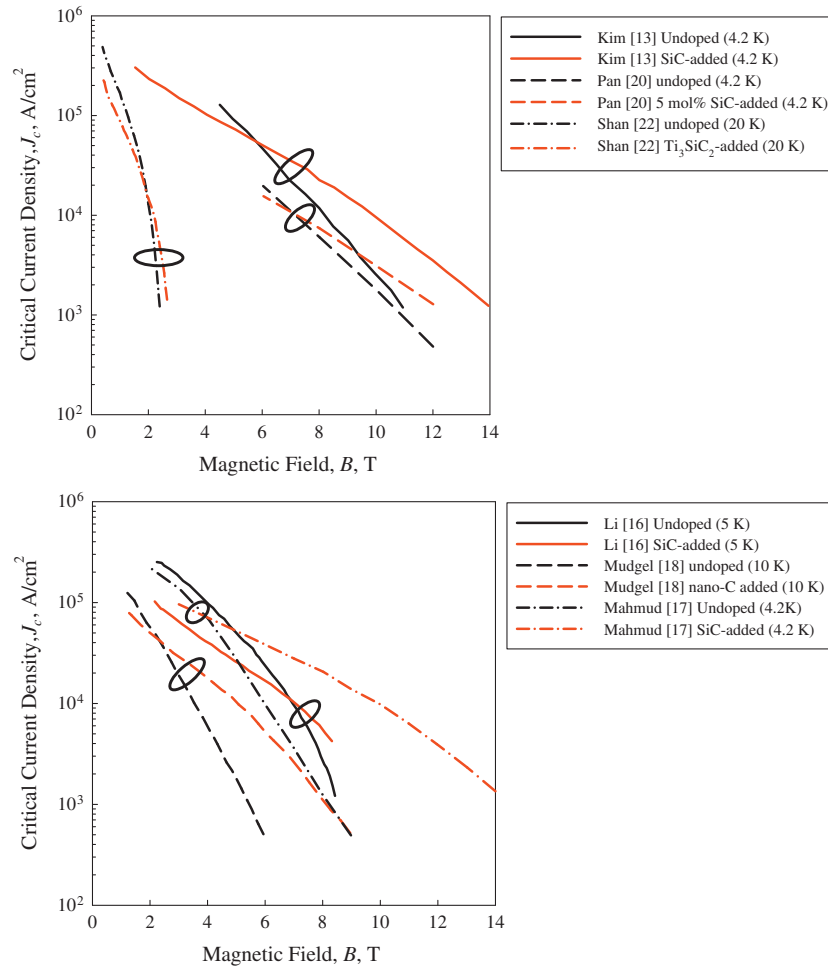 10^6
10^5
10^4
10^3
10^2
Critical Current Density, J_c, A/cm^2
0 2 4 6 8 10 12 14
Magnetic Field, B, T
Kim [13] Undoped (4.2 K)
Kim [13] SiC-added (4.2 K)
Pan [20] undoped (4.2 K)
Pan [20] 5 mol% SiC-added (4.2 K)
Shan [22] undoped (20 K)
Shan [22] Ti_3SiC_2-added (20 K)
10^6
10^5
10^4
10^3
10^2
Critical Current Density, J_c, A/cm^2
0 2 4 6 8 10 12 14
Magnetic Field, B, T
Li [16] Undoped (5 K)
Li [16] SiC-added (5 K)
Mudgel [18] undoped (10 K)
Mudgel [18] nano-C added (10 K)
Mahmud [17] Undoped (4.2K)
Mahmud [17] SiC-added (4.2 K)